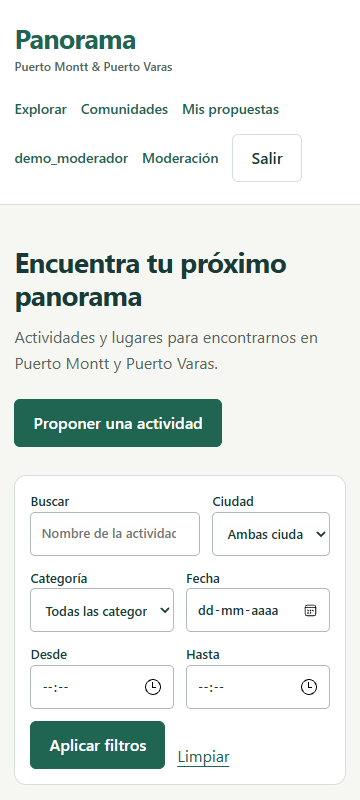 Panorama
Puerto Montt & Puerto Varas
Explorar Comunidades Mis propuestas
demo_moderador Moderación Salir
Encuentra tu próximo
panorama
Actividades y lugares para encontrarnos en
Puerto Montt y Puerto Varas.
Proponer una actividad
Buscar Ciudad
Nombre de la activida Ambas ciuda
Categoría Fecha
Todas las categor dd-mm-aaaa
Desde Hasta
--:-- --:--
Aplicar filtros Limpiar